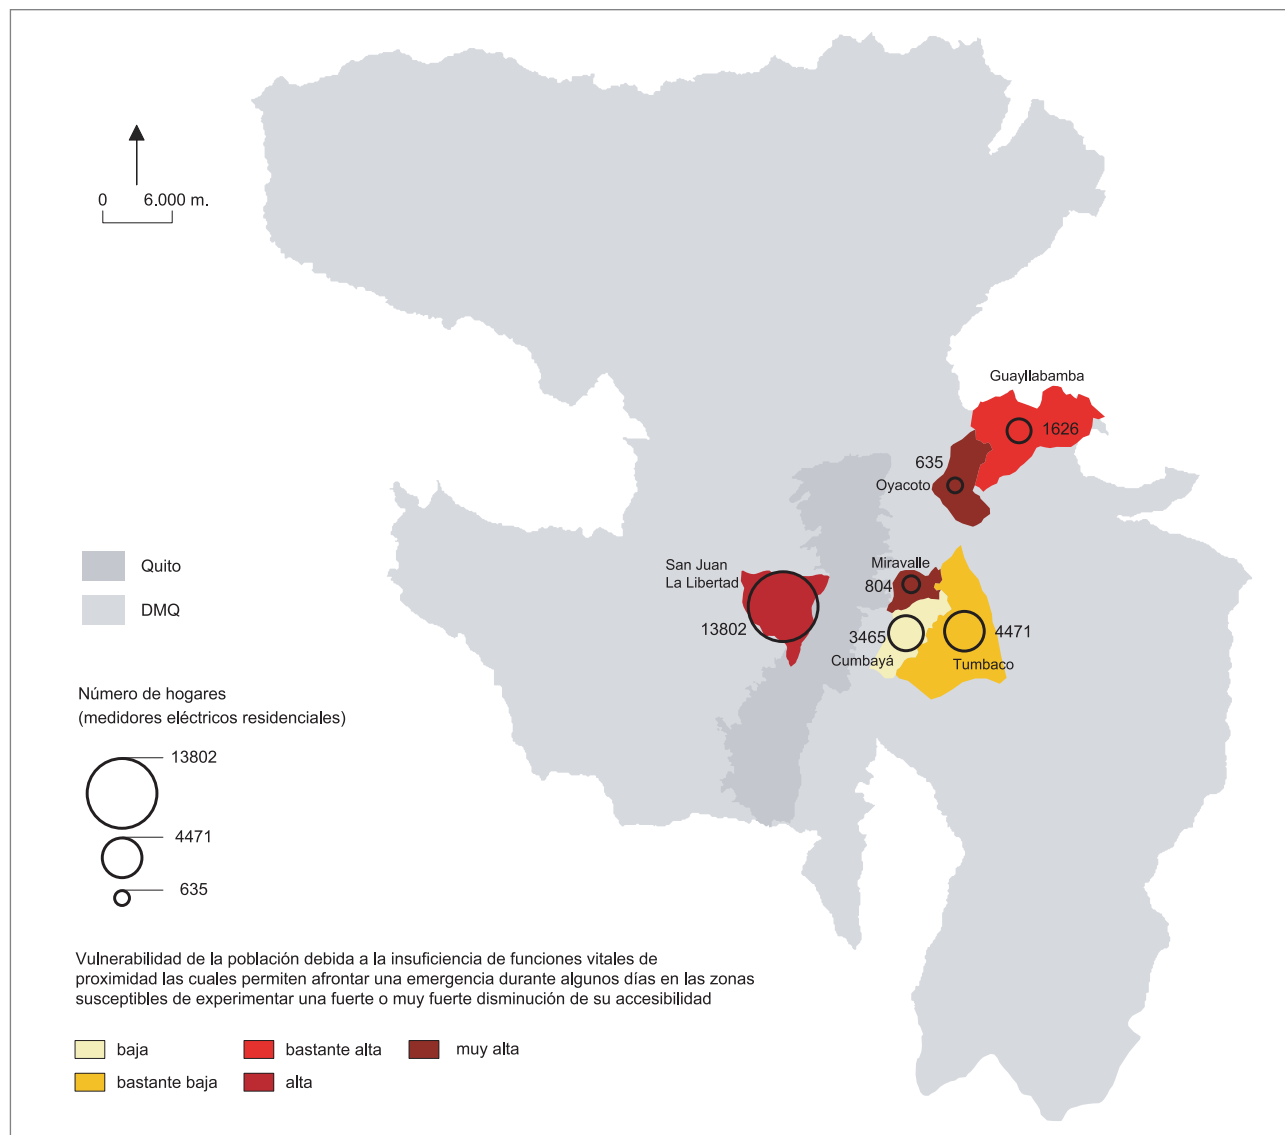 0 6.000 m.
Guayllabamba
1626
635
Oyacoto
San Juan
La Libertad
13802
Miravalle
804
3465
Cumbayá
4471
Tumbaco
Quito
DMQ
Número de hogares
(medidores eléctricos residenciales)
13802
4471
635
Vulnerabilidad de la población debida a la insuficiencia de funciones vitales de
proximidad las cuales permiten afrontar una emergencia durante algunos días en las zonas
susceptibles de experimentar una fuerte o muy fuerte disminución de su accesibilidad
baja
bastante alta
muy alta
bastante baja
alta